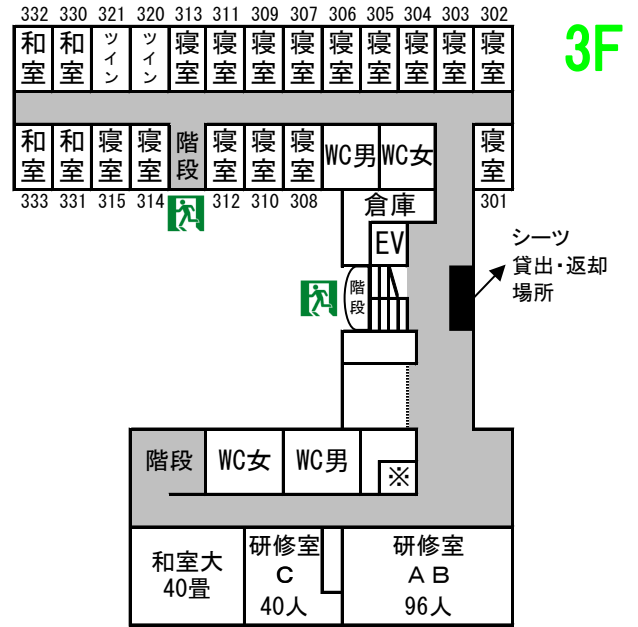 332 330 321 320 313 311 309 307 306 305 304 303 302
和室 和室 ツイン ツイン 寝室 寝室 寝室 寝室 寝室 寝室 寝室 寝室 寝室
3F
和室 和室 寝室 寝室 階段 寝室 寝室 寝室 WC男 WC女 寝室
333 331 315 314 312 310 308 301
倉庫
EV
シーツ
貸出・返却
場所
階段
階段 WC女 WC男
※
和室大
40畳
研修室
C
40人
研修室
AB
96人